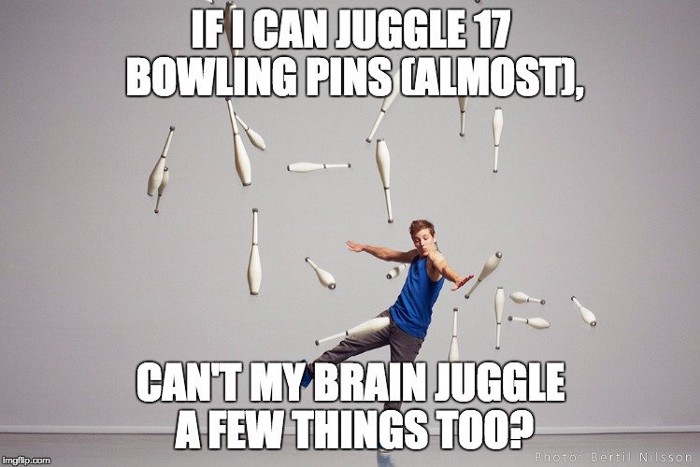 IF I CAN JUGGLE 17
BOWLING PINS (ALMOST),
CAN'T MY BRAIN JUGGLE
A FEW THINGS TOO?
Photo: Bertil Nilsson
imgflip.com